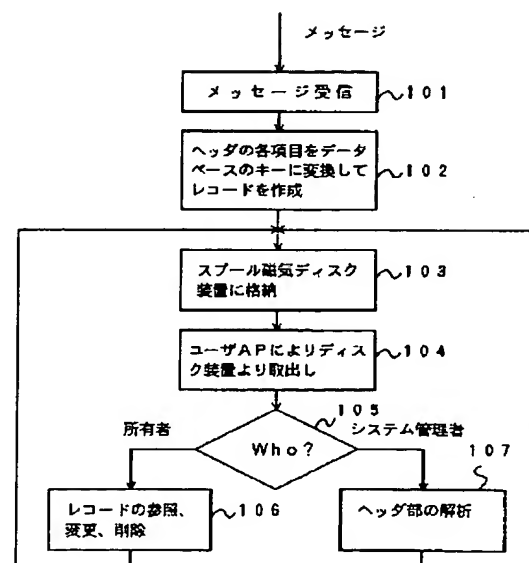 メッセージ
メッセージ受信
101
ヘッダの各項目をデータ
ベースのキーに変換して
レコードを作成
102
スプール磁気ディスク
装置に格納
103
ユーザAPによりディス
ク装置より取出し
104
105
所有者
システム管理者
Who?
107
レコードの参照、
変更、削除
106
ヘッダ部の解析